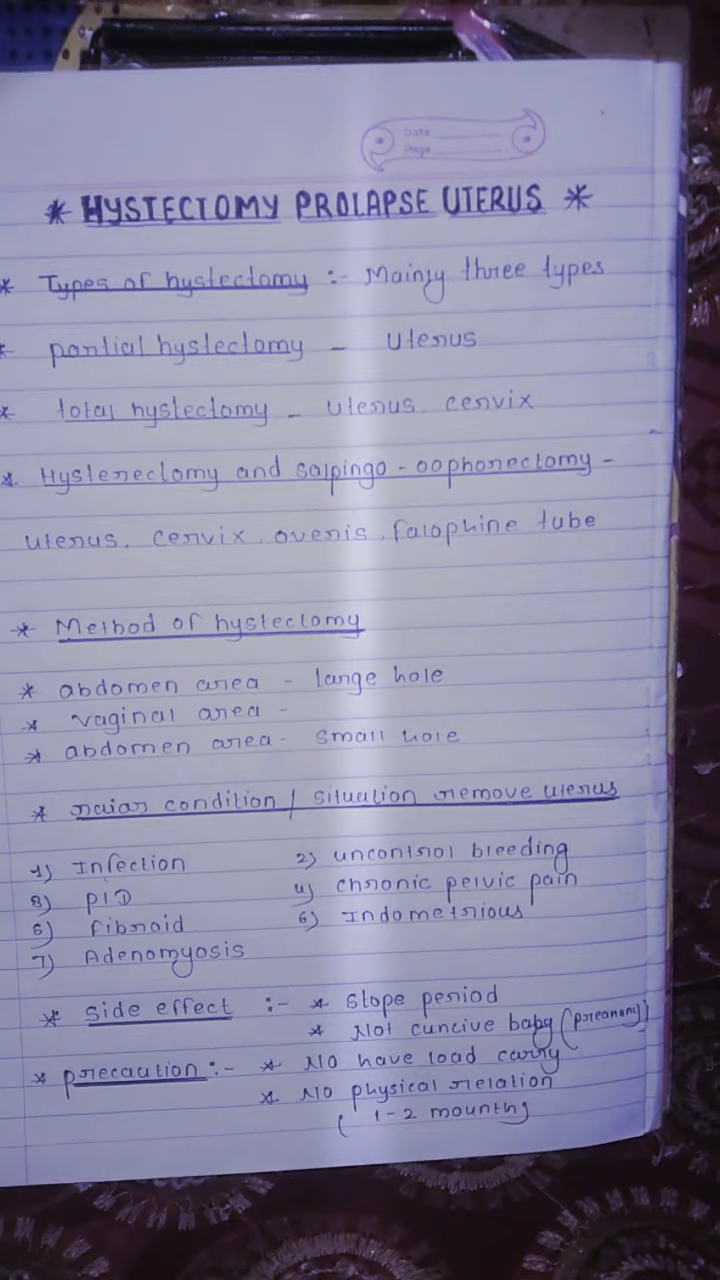 Date
Page
* HYSTECTOMY PROLAPSE UTERUS *
* Types of hystectomy :- Mainly three types
* partial hystectomy - Uterus
* total hystectomy - uterus cervix
* Hysterectomy and salpingo - oophorectomy -
uterus, cervix, overis, falophine tube
* Method of hystectomy
* abdomen area - large hole
* vaginal area -
* abdomen area - small hole
* condition / situation remove uterus
1) Infection 2) uncontrol bleeding
3) PID 4) chronic pelvic pain
5) fibroid 6) Indometrious
7) Adenomyosis
* side effect :- * stope period
* Not cuncive baby
* precaution :- * No have load carry
* No physical relation
( 1-2 mounth)